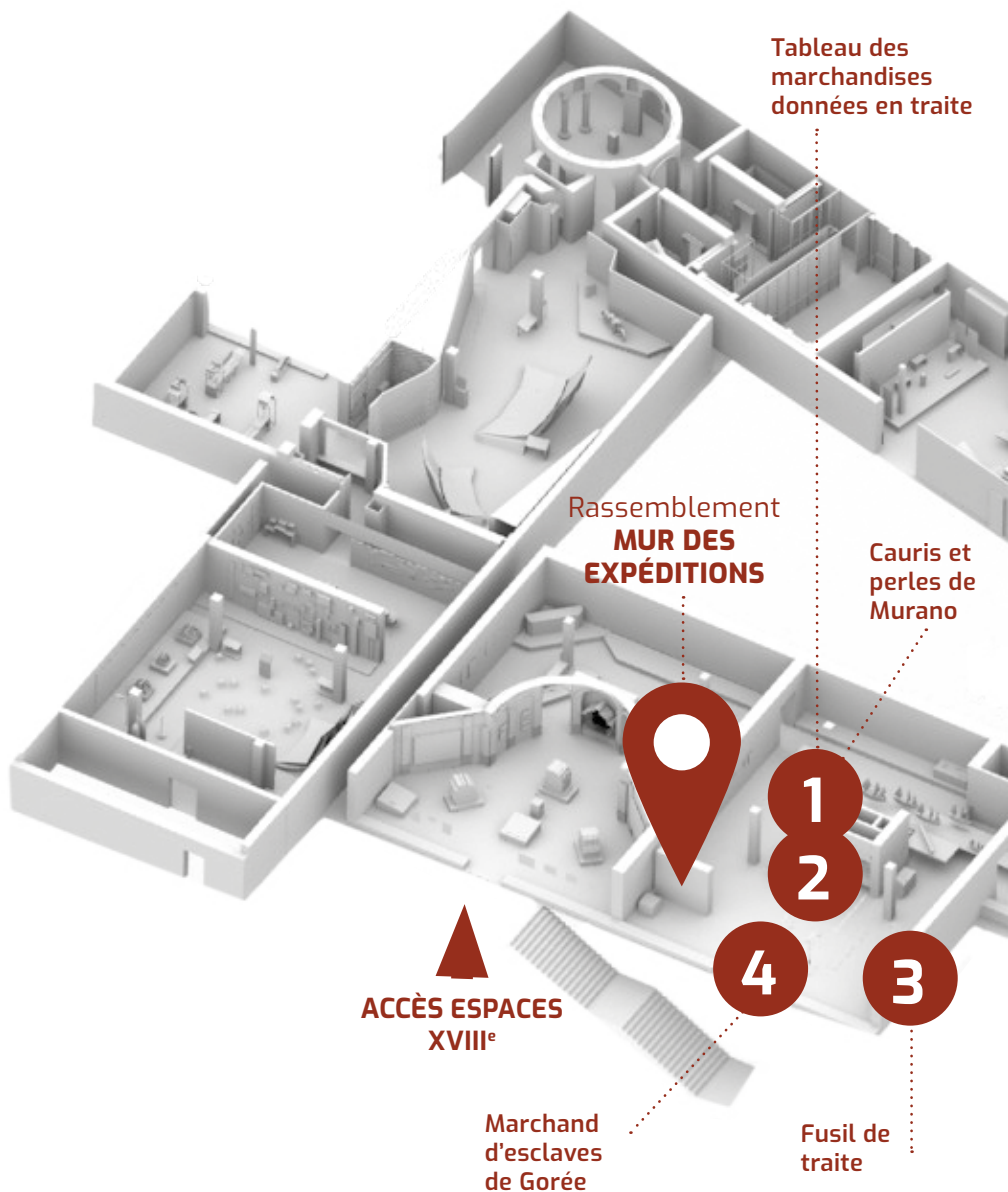 Tableau des
marchandises
données en traite
Rassemblement
MUR DES
EXPÉDITIONS
Cauris et
perles de
Murano
1
2
4
3
ACCÈS ESPACES
XVIIIe
Marchand
d'esclaves
de Gorée
Fusil de
traite